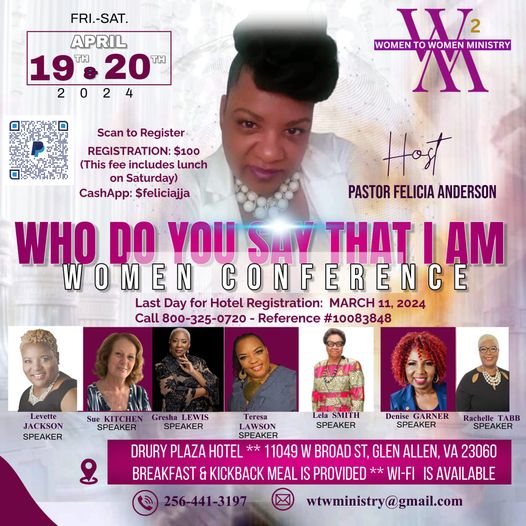 FRI.-SAT.
APRIL
19TH & 20TH
2024
W2W
2
WOMEN TO WOMEN MINISTRY
Scan to Register
REGISTRATION: $100
(This fee includes lunch
on Saturday)
CashApp: $feliciajja
Host
PASTOR FELICIA ANDERSON
WHO DO YOU SAY THAT I AM
WOMEN CONFERENCE
Last Day for Hotel Registration: MARCH 11, 2024
Call 800-325-0720 - Reference #10083848
Levette
JACKSON
SPEAKER
Sue KITCHEN
SPEAKER
Gresha LEWIS
SPEAKER
Teresa
LAWSON
SPEAKER
Lela SMITH
SPEAKER
Denise GARNER
SPEAKER
Rachelle TABB
SPEAKER
DRURY PLAZA HOTEL ** 11049 W BROAD ST, GLEN ALLEN, VA 23060
BREAKFAST & KICKBACK MEAL IS PROVIDED ** WI-FI IS AVAILABLE
256-441-3197
wtwministry@gmail.com